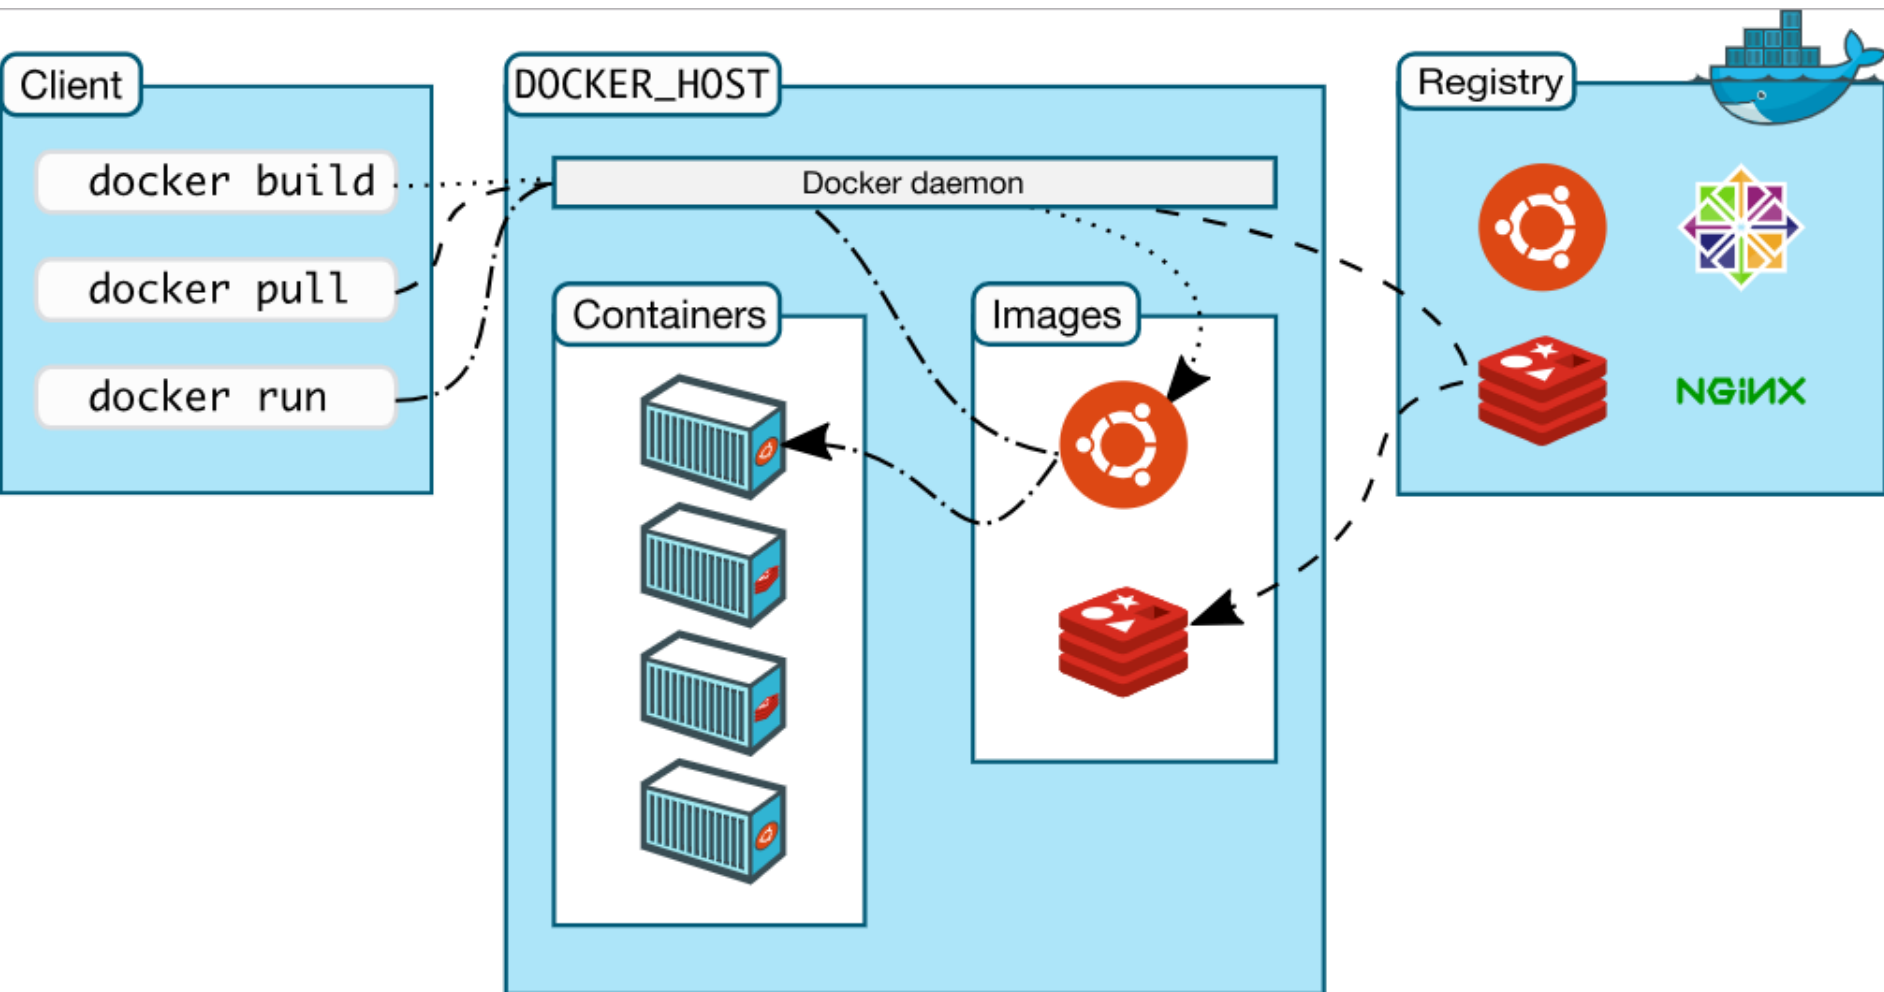 Client
docker build
docker pull
docker run
DOCKER_HOST
Docker daemon
Containers
Images
Registry
NGiNX